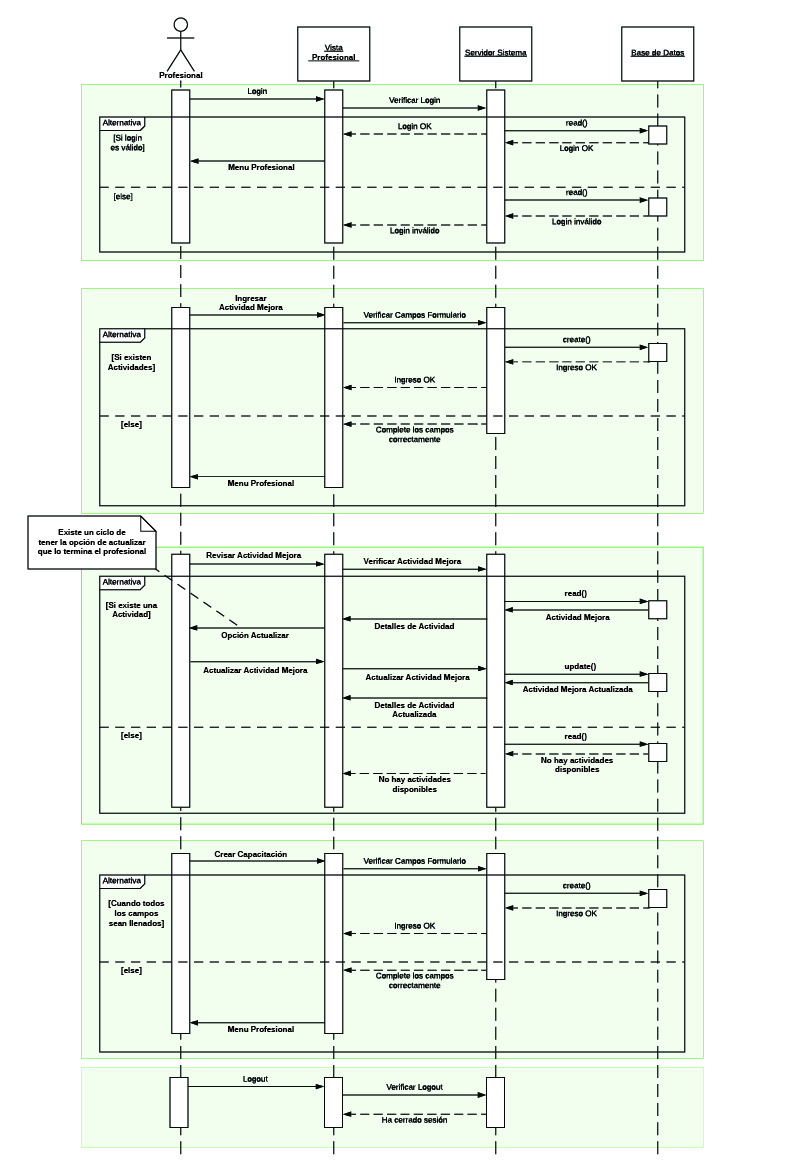 Profesional
Vista
Profesional
Servidor Sistema
Base de Datos
Login
Verificar Login
Alternativa
[Si login
es válido]
Login OK
read()
Login OK
Menu Profesional
[else]
read()
Login inválido
Login inválido
Ingresar
Actividad Mejora
Verificar Campos Formulario
Alternativa
[Si existen
Actividades]
create()
Ingreso OK
Ingreso OK
[else]
Complete los campos
correctamente
Menu Profesional
Existe un ciclo de
tener la opción de actualizar
que lo termina el profesional
Revisar Actividad Mejora
Verificar Actividad Mejora
Alternativa
[Si existe una
Actividad]
read()
Actividad Mejora
Detalles de Actividad
Opción Actualizar
Actualizar Actividad Mejora
Actualizar Actividad Mejora
update()
Actividad Mejora Actualizada
Detalles de Actividad
Actualizada
[else]
read()
No hay actividades
disponibles
No hay actividades
disponibles
Crear Capacitación
Verificar Campos Formulario
Alternativa
[Cuando todos
los campos
sean llenados]
create()
Ingreso OK
Ingreso OK
[else]
Complete los campos
correctamente
Menu Profesional
Logout
Verificar Logout
Ha cerrado sesión